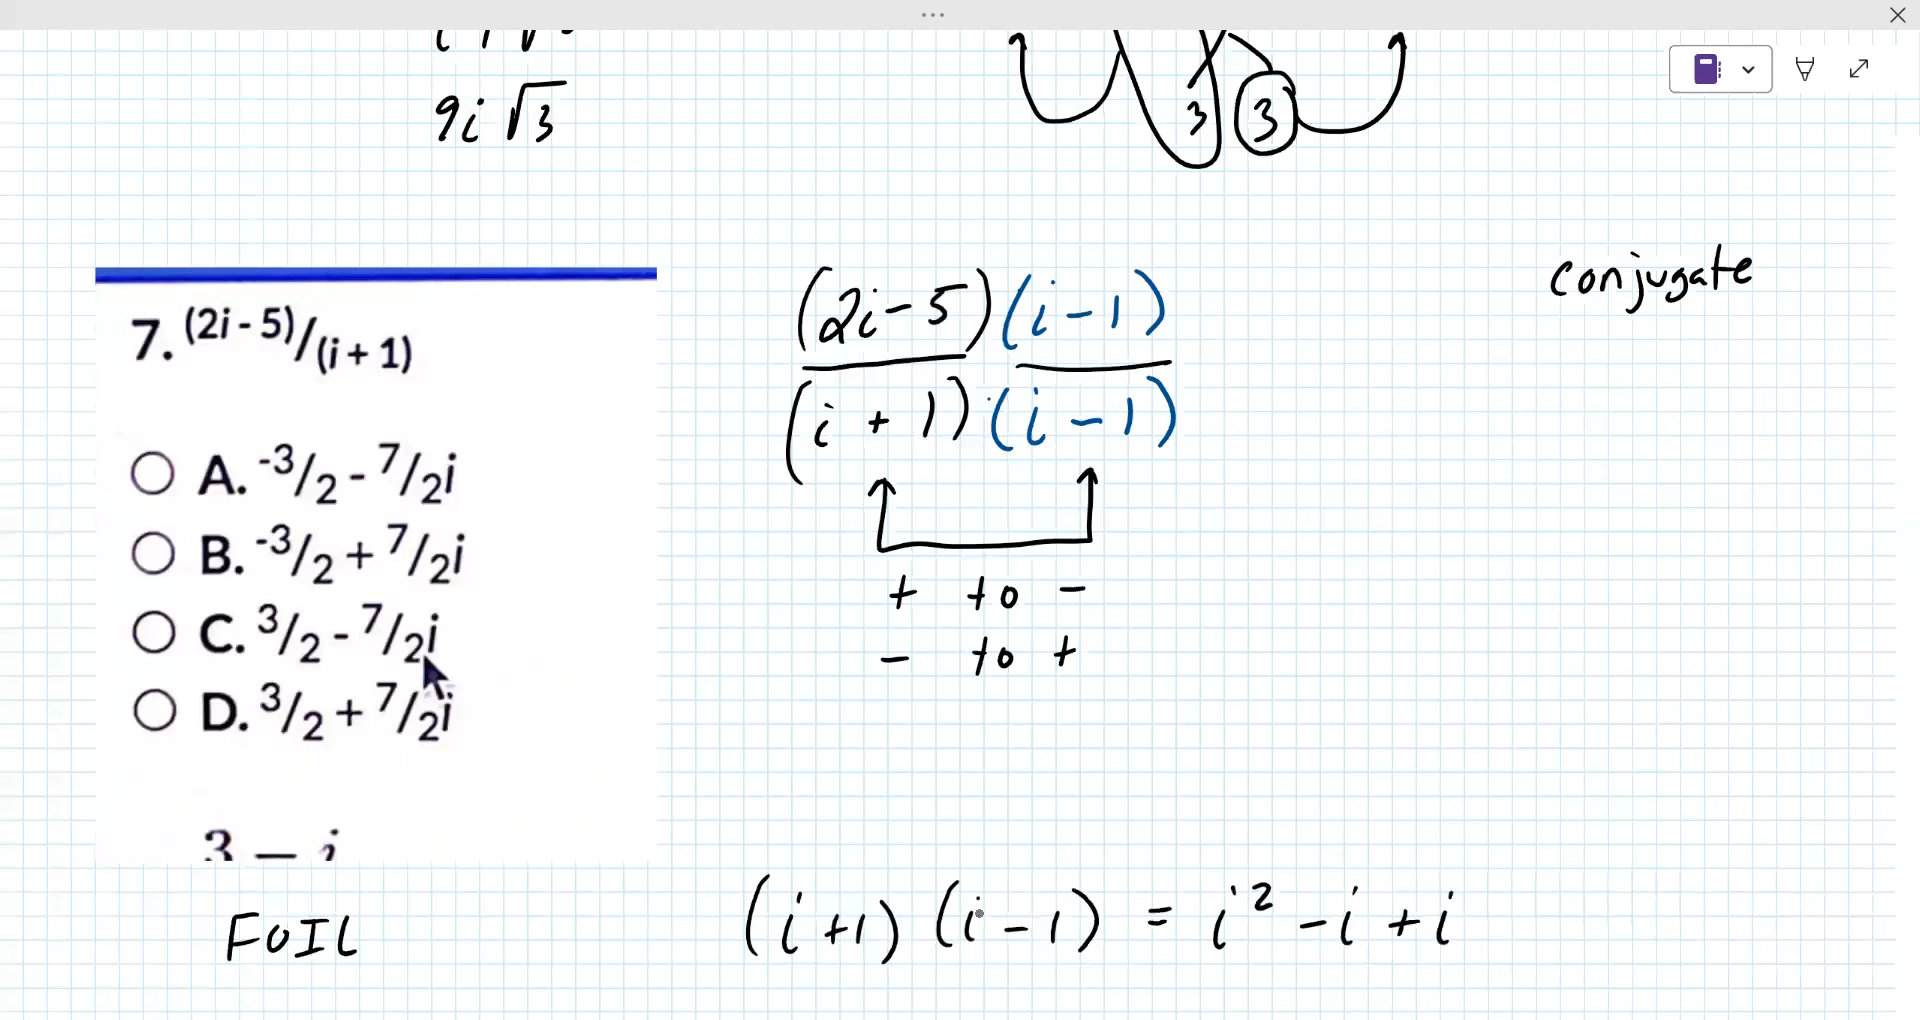 9i √3
3 3
conjugate
7. (2i - 5)/(i + 1)
A. -3/2 - 7/2i
B. -3/2 + 7/2i
C. 3/2 - 7/2i
D. 3/2 + 7/2i
3 − i
(2i − 5) (i − 1)
(i + 1) (i − 1)
+ to −
− to +
FOIL
(i +1) (i − 1) = i² − i + i